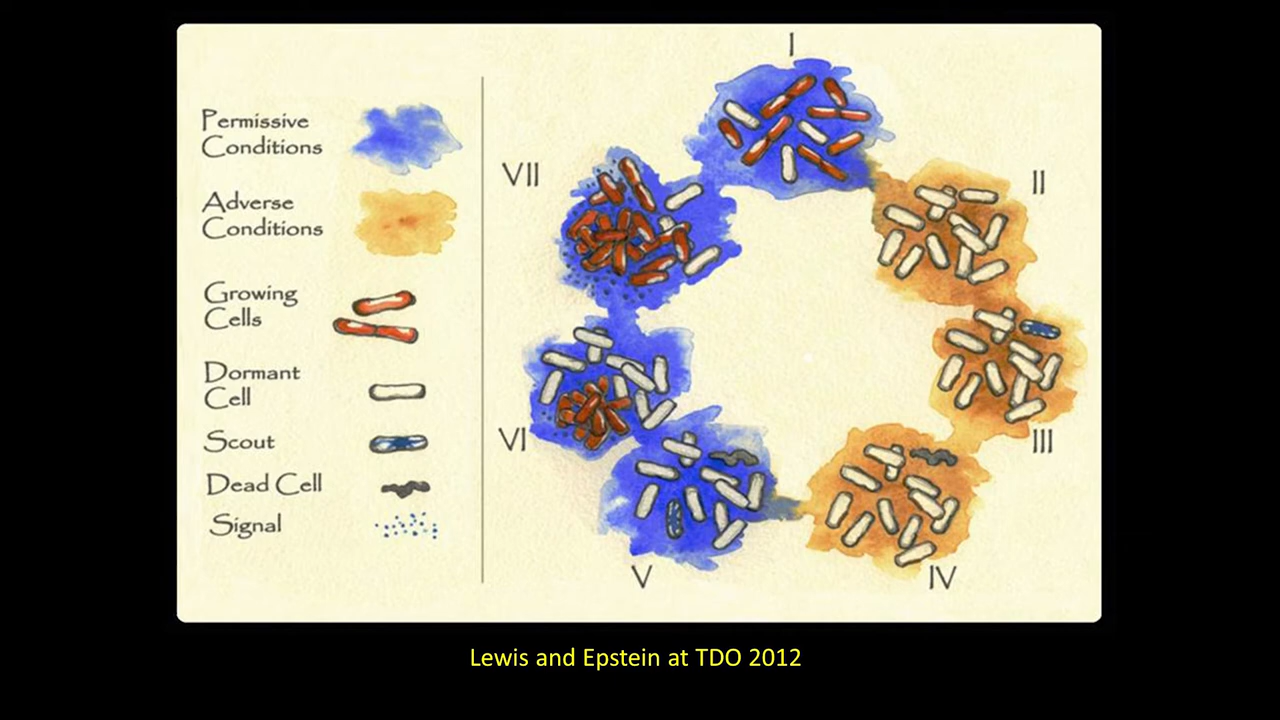 Permissive
Conditions
Adverse
Conditions
Growing
Cells
Dormant
Cell
Scout
Dead Cell
Signal
I
II
III
IV
V
VI
VII
Lewis and Epstein at TDO 2012